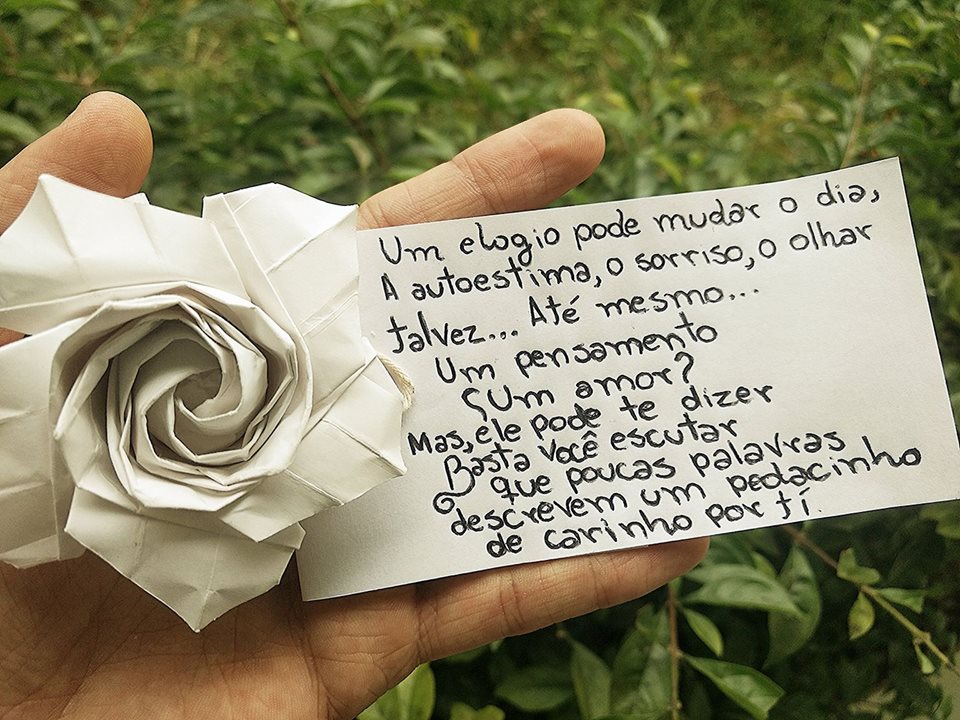 Um elogio pode mudar o dia,
A autoestima, o sorriso, o olhar
talvez... Até mesmo...
Um pensamento
¿Um amor?
Mas, ele pode te dizer
Basta você escutar
que poucas palavras
descrevem um pedacinho
de carinho por tí.